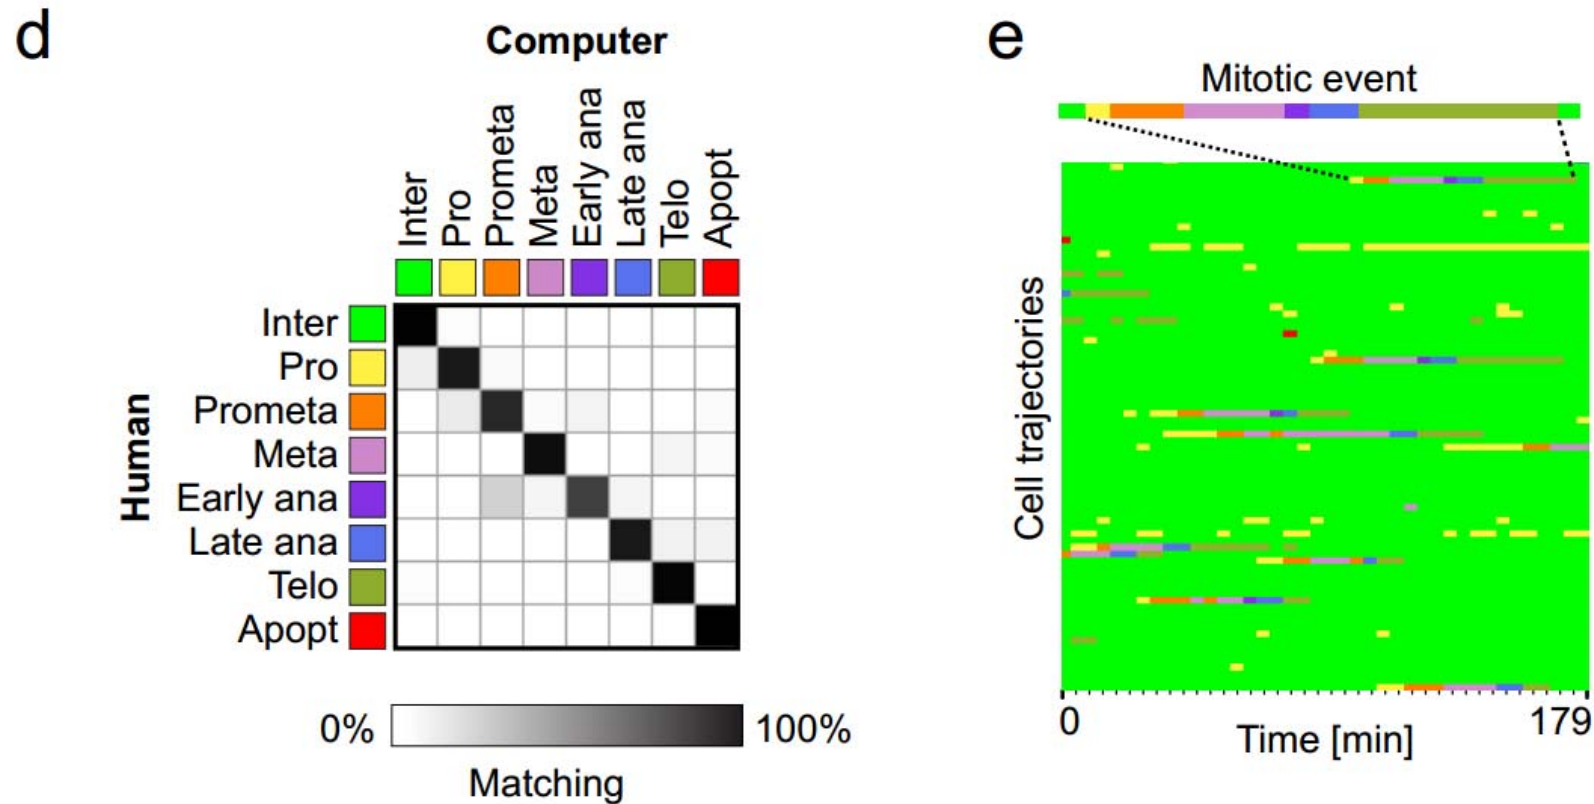 d
Computer
Inter
Pro
Prometa
Meta
Early ana
Late ana
Telo
Apopt
Human
Inter
Pro
Prometa
Meta
Early ana
Late ana
Telo
Apopt
0%
100%
Matching
e
Mitotic event
Cell trajectories
0
179
Time [min]